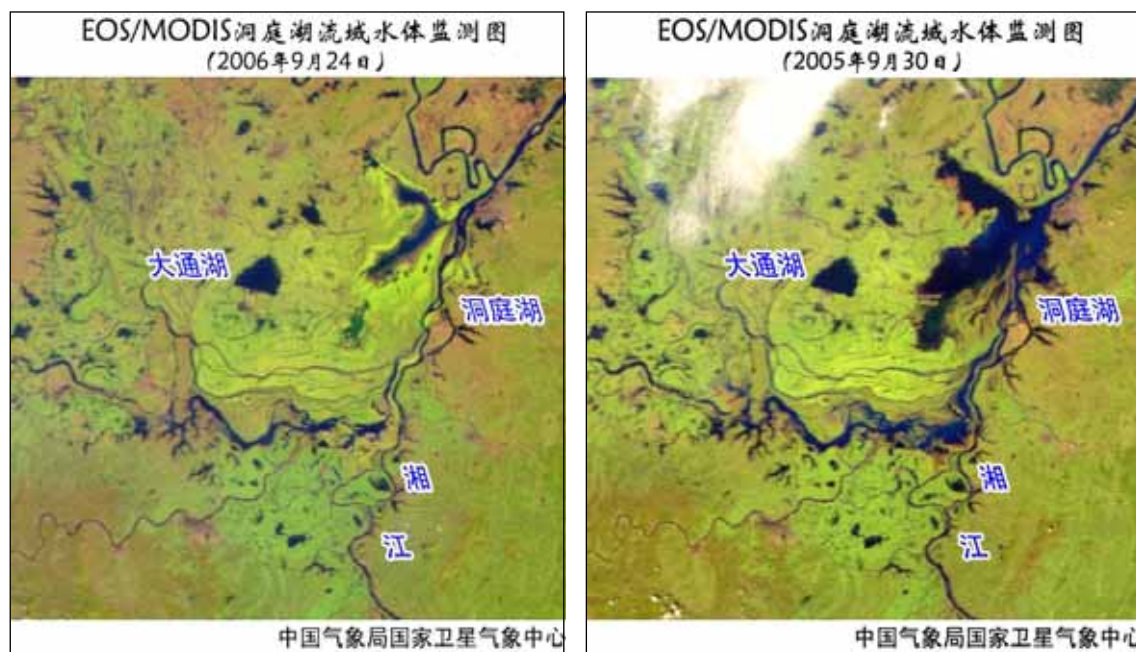 EOS/MODIS洞庭湖流域水体监测图
(2006年9月24日)
大通湖
洞庭湖
湘
江
中国气象局国家卫星气象中心
EOS/MODIS洞庭湖流域水体监测图
(2005年9月30日)
大通湖
洞庭湖
湘
江
中国气象局国家卫星气象中心